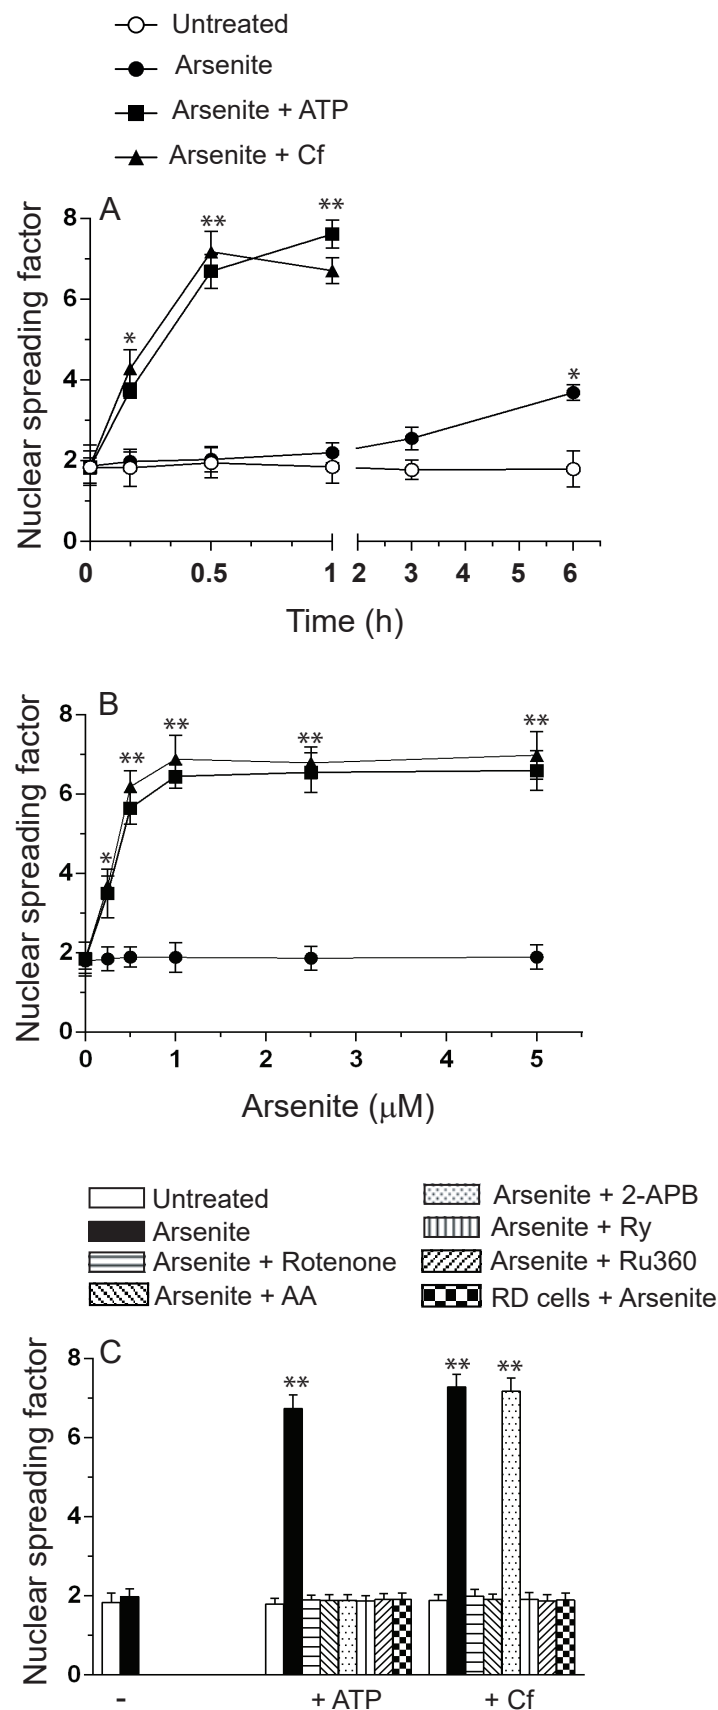 Untreated
Arsenite
Arsenite + ATP
Arsenite + Cf
A
Nuclear spreading factor
8
6
4
2
0
* ** ** *
0 0.5 1 2 3 4 5 6
Time (h)
B
Nuclear spreading factor
8
6
4
2
0
* ** ** ** **
0 1 2 3 4 5
Arsenite (μM)
Untreated
Arsenite
Arsenite + Rotenone
Arsenite + AA
Arsenite + 2-APB
Arsenite + Ry
Arsenite + Ru360
RD cells + Arsenite
C
Nuclear spreading factor
8
6
4
2
0
** ** **
- + ATP + Cf